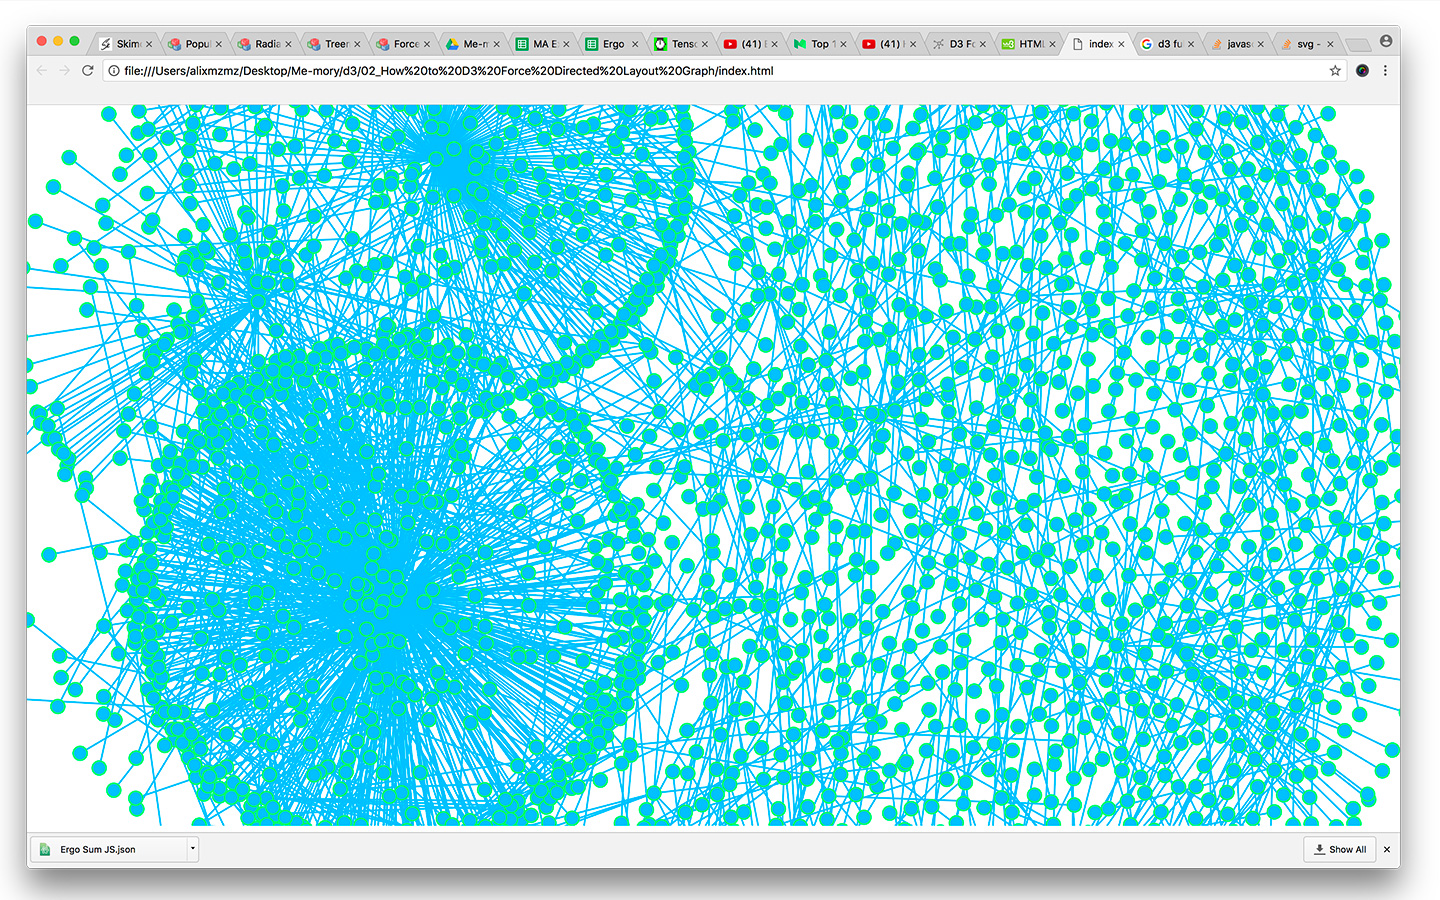 Skim
Popu
Radia
Treer
Force
Me-m
MA E
Ergo
Tens
(41) E
Top 1
(41) I
D3 Fc
HTML
index
d3 fu
javas
svg -
file:///Users/alixmzmz/Desktop/Me-mory/d3/02_How%20to%20D3%20Force%20Directed%20Layout%20Graph/index.html
Ergo Sum JS.json
Show All